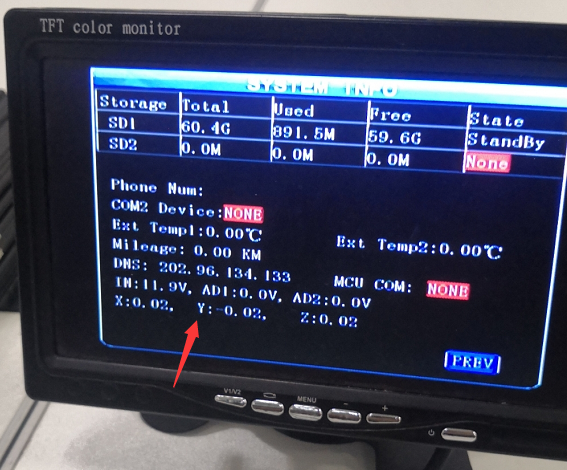 TFT color monitor
SYSTEM INFO
Storage Total Used Free State
SD1 60.4G 891.5M 59.6G StandBy
SD2 0.0M 0.0M 0.0M None
Phone Num:
COM2 Device:NONE
Ext Temp1:0.00℃ Ext Temp2:0.00℃
Mileage: 0.00 KM
DNS: 202.96.134.133 MCU COM: NONE
IN:11.9V, AD1:0.0V, AD2:0.0V
X:0.02, Y:-0.02, Z:0.02
PREV
V1/V2 MENU - +